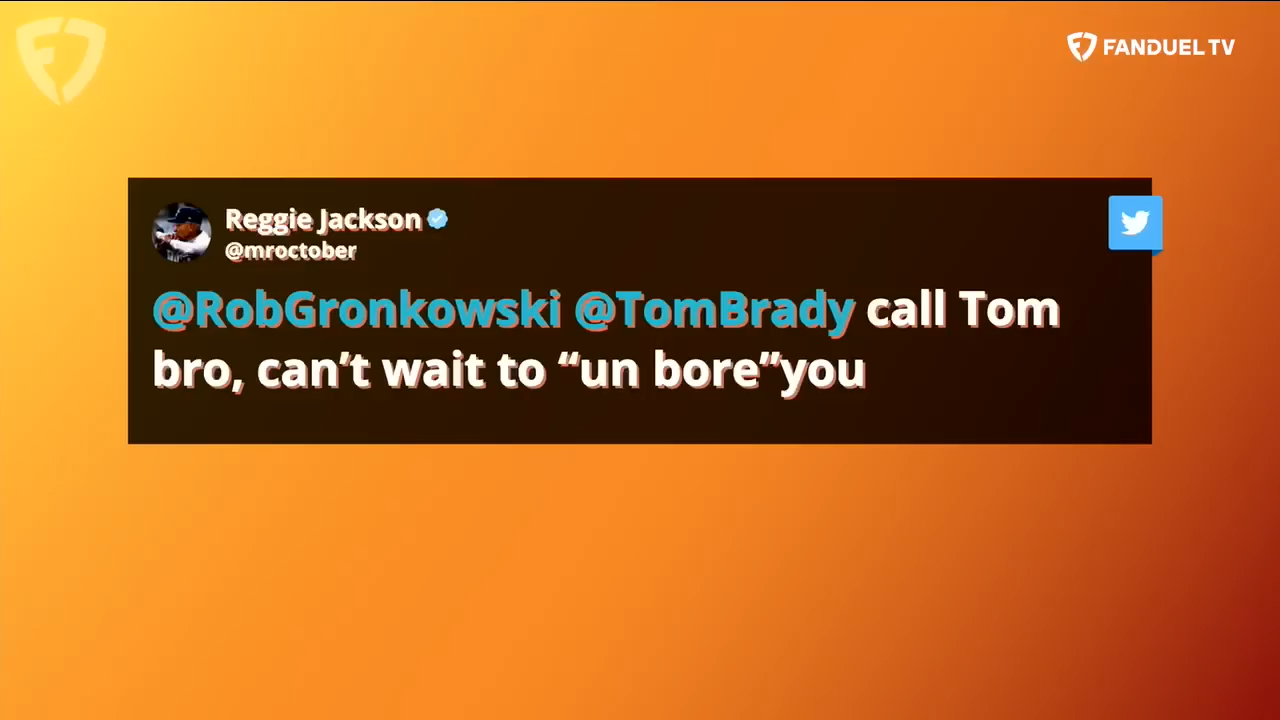 FANDUEL TV
Reggie Jackson
@mroctober
@RobGronkowski @TomBrady call Tom
bro, can’t wait to “un bore”you